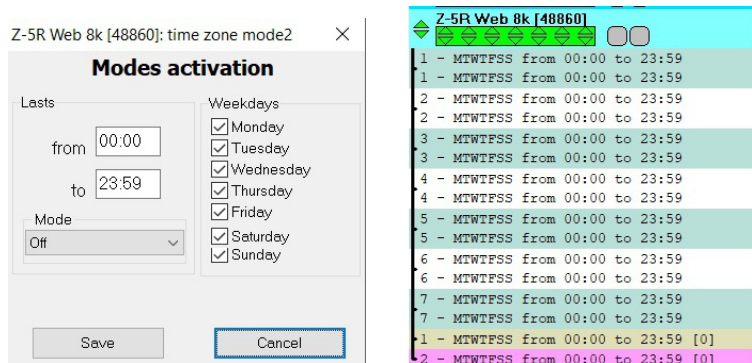 Z-5R Web 8k [48860]: time zone mode2
Modes activation
Lasts
from 00:00
to 23:59
Mode
Off
Weekdays
Monday
Tuesday
Wednesday
Thursday
Friday
Saturday
Sunday
Save
Cancel
Z-5R Web 8k [48860]
1 - MTWTFSS from 00:00 to 23:59
1 - MTWTFSS from 00:00 to 23:59
2 - MTWTFSS from 00:00 to 23:59
2 - MTWTFSS from 00:00 to 23:59
3 - MTWTFSS from 00:00 to 23:59
3 - MTWTFSS from 00:00 to 23:59
4 - MTWTFSS from 00:00 to 23:59
4 - MTWTFSS from 00:00 to 23:59
5 - MTWTFSS from 00:00 to 23:59
5 - MTWTFSS from 00:00 to 23:59
6 - MTWTFSS from 00:00 to 23:59
6 - MTWTFSS from 00:00 to 23:59
7 - MTWTFSS from 00:00 to 23:59
7 - MTWTFSS from 00:00 to 23:59
1 - MTWTFSS from 00:00 to 23:59 [0]
2 - MTWTFSS from 00:00 to 23:59 [0]